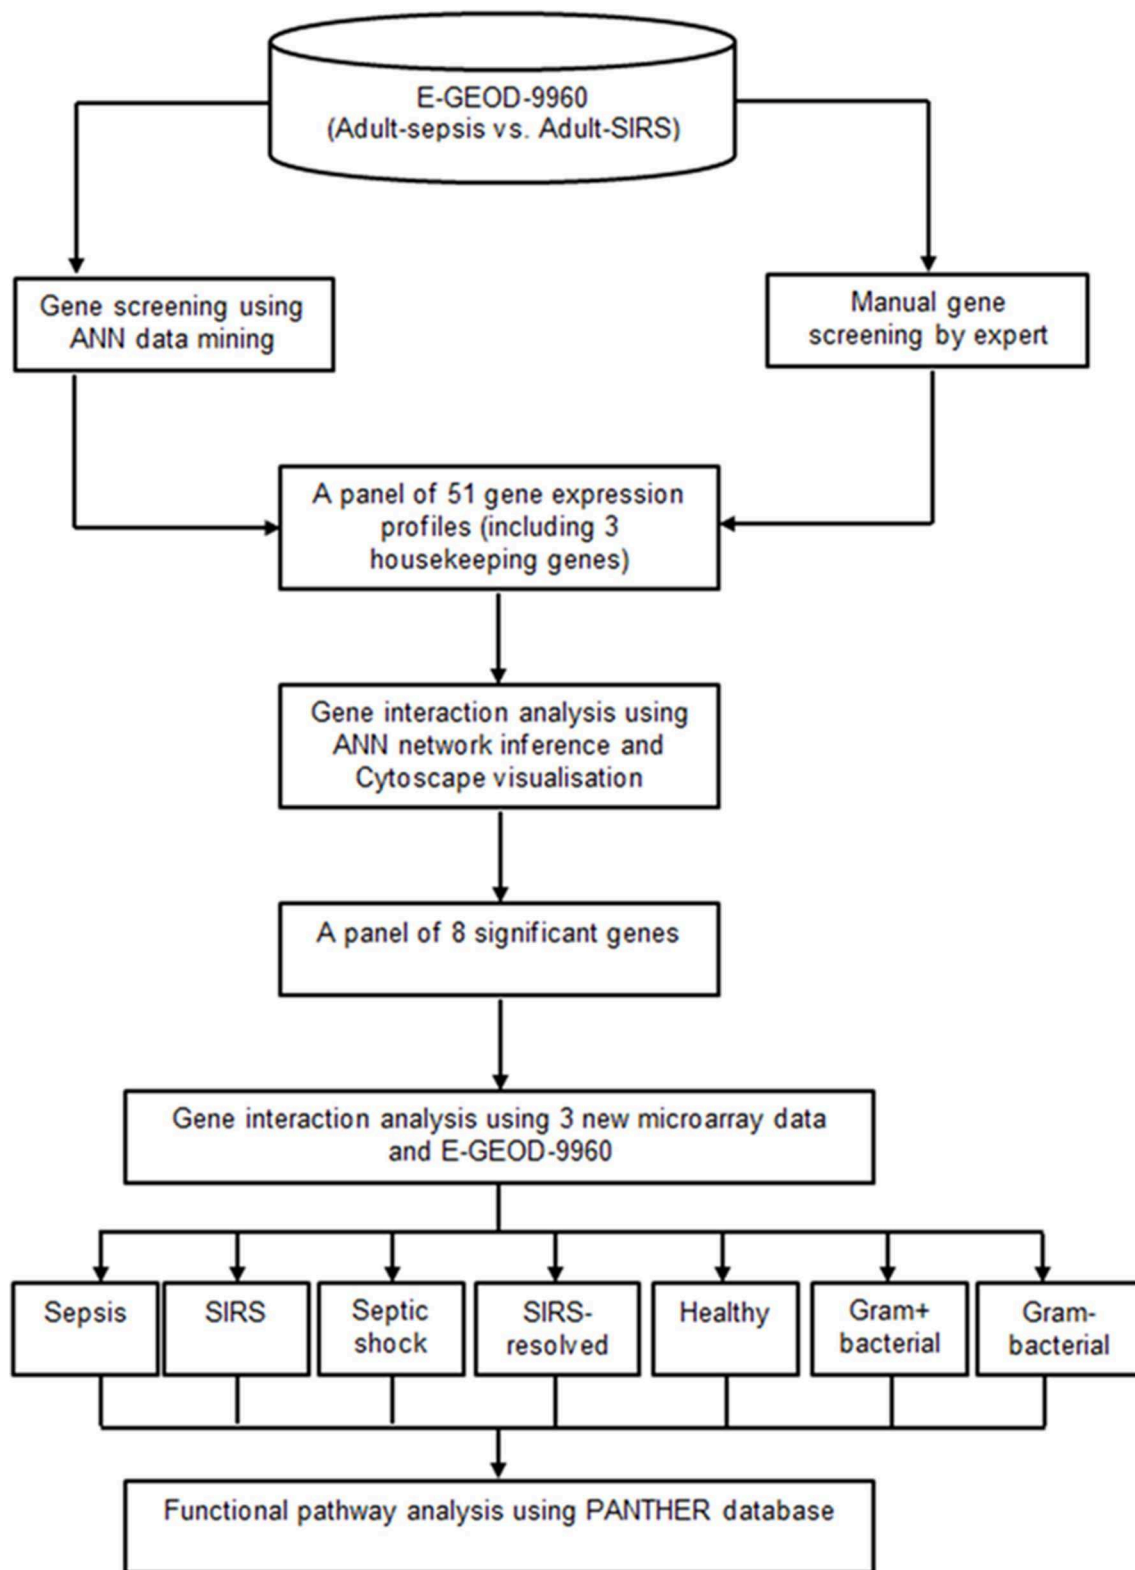 E-GEOD-9960
(Adult-sepsis vs. Adult-SIRS)
Gene screening using
ANN data mining
Manual gene
screening by expert
A panel of 51 gene expression
profiles (including 3
housekeeping genes)
Gene interaction analysis using
ANN network inference and
Cytoscape visualisation
A panel of 8 significant genes
Gene interaction analysis using 3 new microarray data
and E-GEOD-9960
Sepsis
SIRS
Septic
shock
SIRS-
resolved
Healthy
Gram+
bacterial
Gram-
bacterial
Functional pathway analysis using PANTHER database